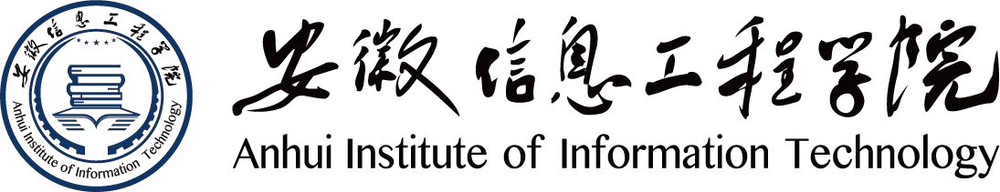 安徽信息工程学院
Anhui Institute of Information Technology
安徽信息工程学院
Anhui Institute of Information Technology